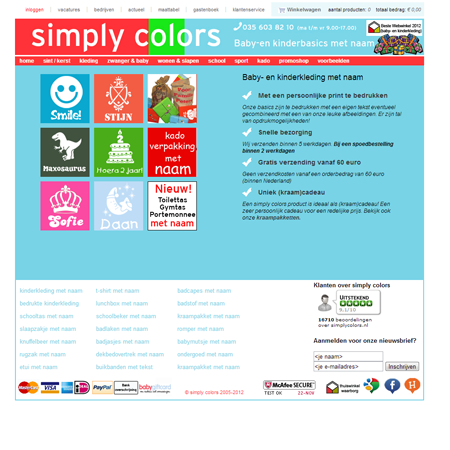 inloggen | vacatures | bedrijven | actueel | maattabel | gastenboek | klantenservice
Winkelwagen aantal producten: 0 totaal bedrag: € 0,00
simply colors
035 603 82 10 (ma t/m vr 9.00-17.00)
Baby-en kinderbasics met naam
Beste Webwinkel 2012
home sint / kerst kleding zwanger & baby wonen & slapen school sport kado promoshop voorbeelden
Smile!
STIJN
Maxosaurus
Hoera 2 jaar!
kado
verpakking
met
naam
Sofie
Daan
Nieuw!
Toilettas
Gymtas
Portemonnee
met naam
Baby- en kinderkleding met naam
Met een persoonlijke print te bedrukken
Onze basics zijn te bedrukken met een eigen tekst eventueel
gecombineerd met een van onze leuke afbeeldingen. Er zijn tal
van opdrukmogelijkheden!
Snelle bezorging
Wij verzenden binnen 5 werkdagen. Bij een spoedbestelling
binnen 2 werkdagen
Gratis verzending vanaf 60 euro
Geen verzendkosten vanaf een orderbedrag van 60 euro
(binnen Nederland)
Uniek (kraam)cadeau
Een simply colors product is ideaal als (kraam)cadeau! Een
zeer persoonlijk cadeau voor een redelijke prijs. Bekijk ook
onze kraampakketten.
kinderkleding met naam t-shirt met naam badcapes met naam
bedrukte kinderkleding lunchbox met naam badstof met naam
schooltas met naam schoolbeker met naam kraampakket met naam
slaapzakje met naam badlaken met naam romper met naam
knuffelbeer met naam badjasjes met naam babymutsje met naam
rugzak met naam dekbedovertrek met naam ondergoed met naam
etui met naam buikbanden met tekst kraampakket met naam
Klanten over simply colors
UITSTEKEND
9,1/10
16710 beoordelingen
over simplycolors.nl
Aanmelden voor onze nieuwsbrief?
<je naam>
<je e-mailadres> Inschrijven
MasterCard VISA iDEAL PayPal babygiftcard
© simply colors 2005-2012
McAfee SECURE
TEST OK 22-NOV
thuiswinkel
waarborg